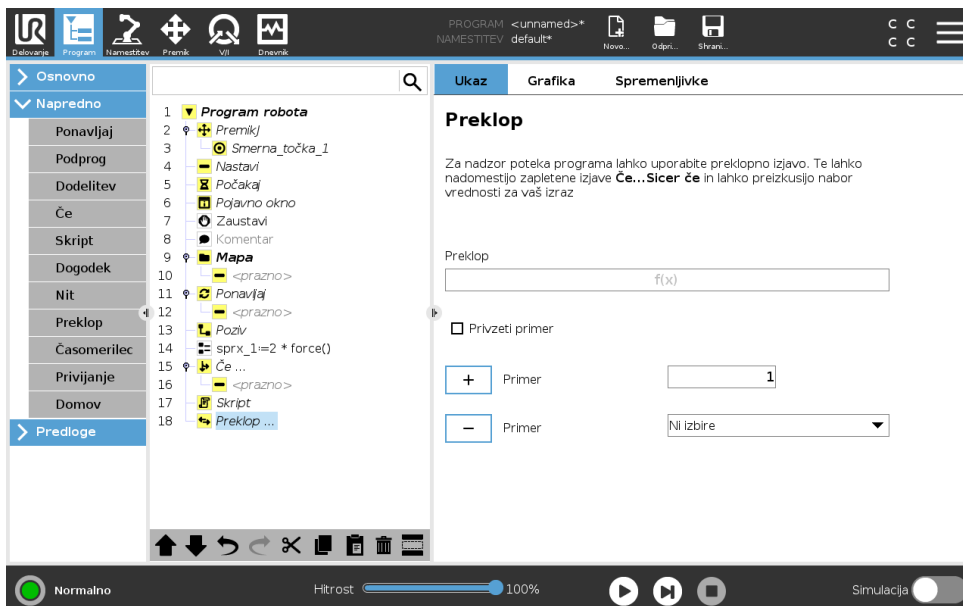 PROGRAM <unnamed>*
NAMESTITEV default*
Delovanje
Program
Namestitev
Premik
V/I
Dnevnik
Novo...
Odpri...
Shrani...
C C
C C
Osnovno
Napredno
Ponavljaj
Podprog
Dodelitev
Če
Skript
Dogodek
Nit
Preklop
Časomerilec
Privijanje
Domov
Predloge
1 Program robota
2 PremikJ
3 Smerna_točka_1
4 Nastavi
5 Počakaj
6 Pojavno okno
7 Zaustavi
8 Komentar
9 Mapa
10 <prazno>
11 Ponavljaj
12 <prazno>
13 Poziv
14 sprx_1≔2 * force()
15 Če ...
16 <prazno>
17 Skript
18 Preklop ...
Ukaz Grafika Spremenljivke
Preklop
Za nadzor poteka programa lahko uporabite preklopno izjavo. Te lahko
nadomestijo zapletene izjave Če...Sicer če in lahko preizkusijo nabor
vrednosti za vaš izraz
Preklop
f(x)
Privzeti primer
+ Primer 1
− Primer Ni izbire
Normalno
Hitrost 100%
Simulacija